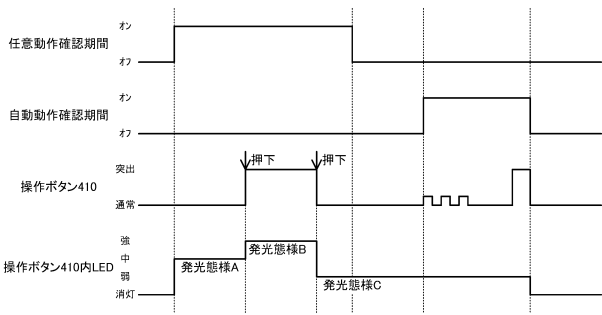 任意動作確認期間
オン
オフ
自動動作確認期間
オン
オフ
操作ボタン410
突出
通常
押下
押下
操作ボタン410内LED
強
中
弱
消灯
発光態様A
発光態様B
発光態様C